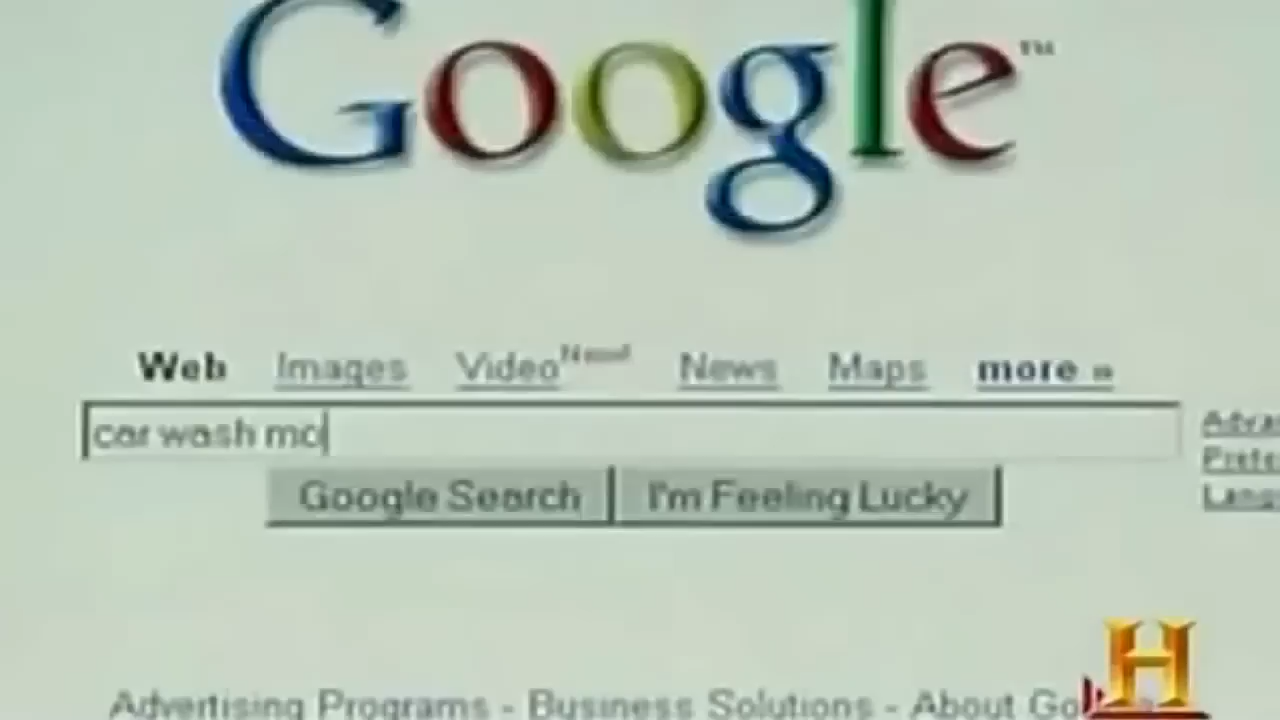 Google™
Web Images Video New! News Maps more »
car wash mo
Google Search I'm Feeling Lucky
Advertising Programs - Business Solutions - About
H